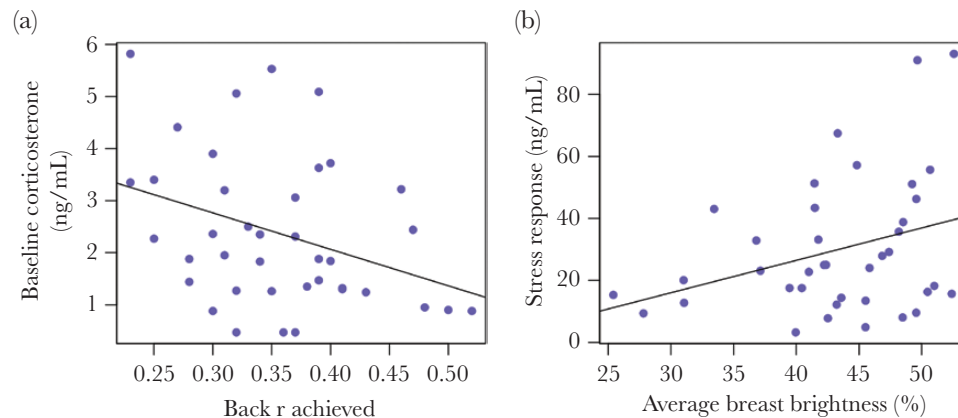 (a)
6
5
4
3
2
1
Baseline corticosterone
(ng/mL)
0.25 0.30 0.35 0.40 0.45 0.50
Back r achieved
(b)
80
60
40
20
0
Stress response (ng/mL)
25 30 35 40 45 50
Average breast brightness (%)